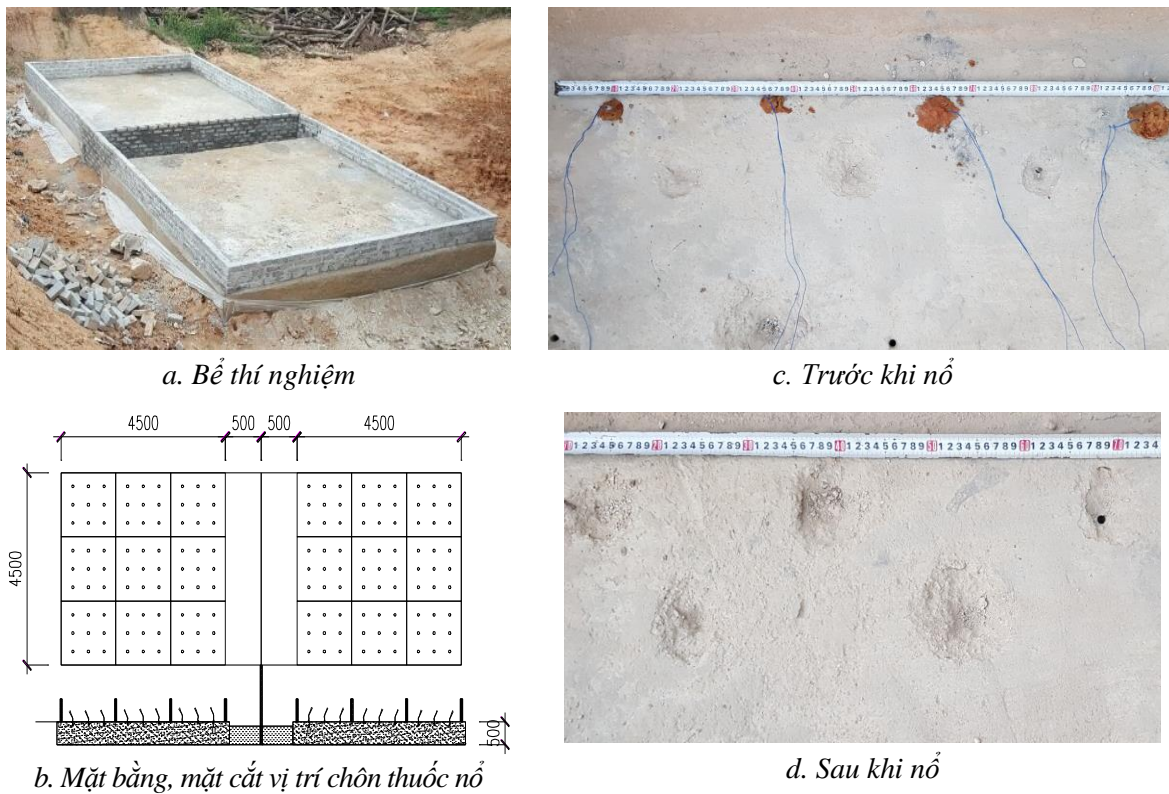 a. Bể thí nghiệm
c. Trước khi nổ
4500 500 500 4500
4500
500
b. Mặt bằng, mặt cắt vị trí chôn thuốc nổ
d. Sau khi nổ